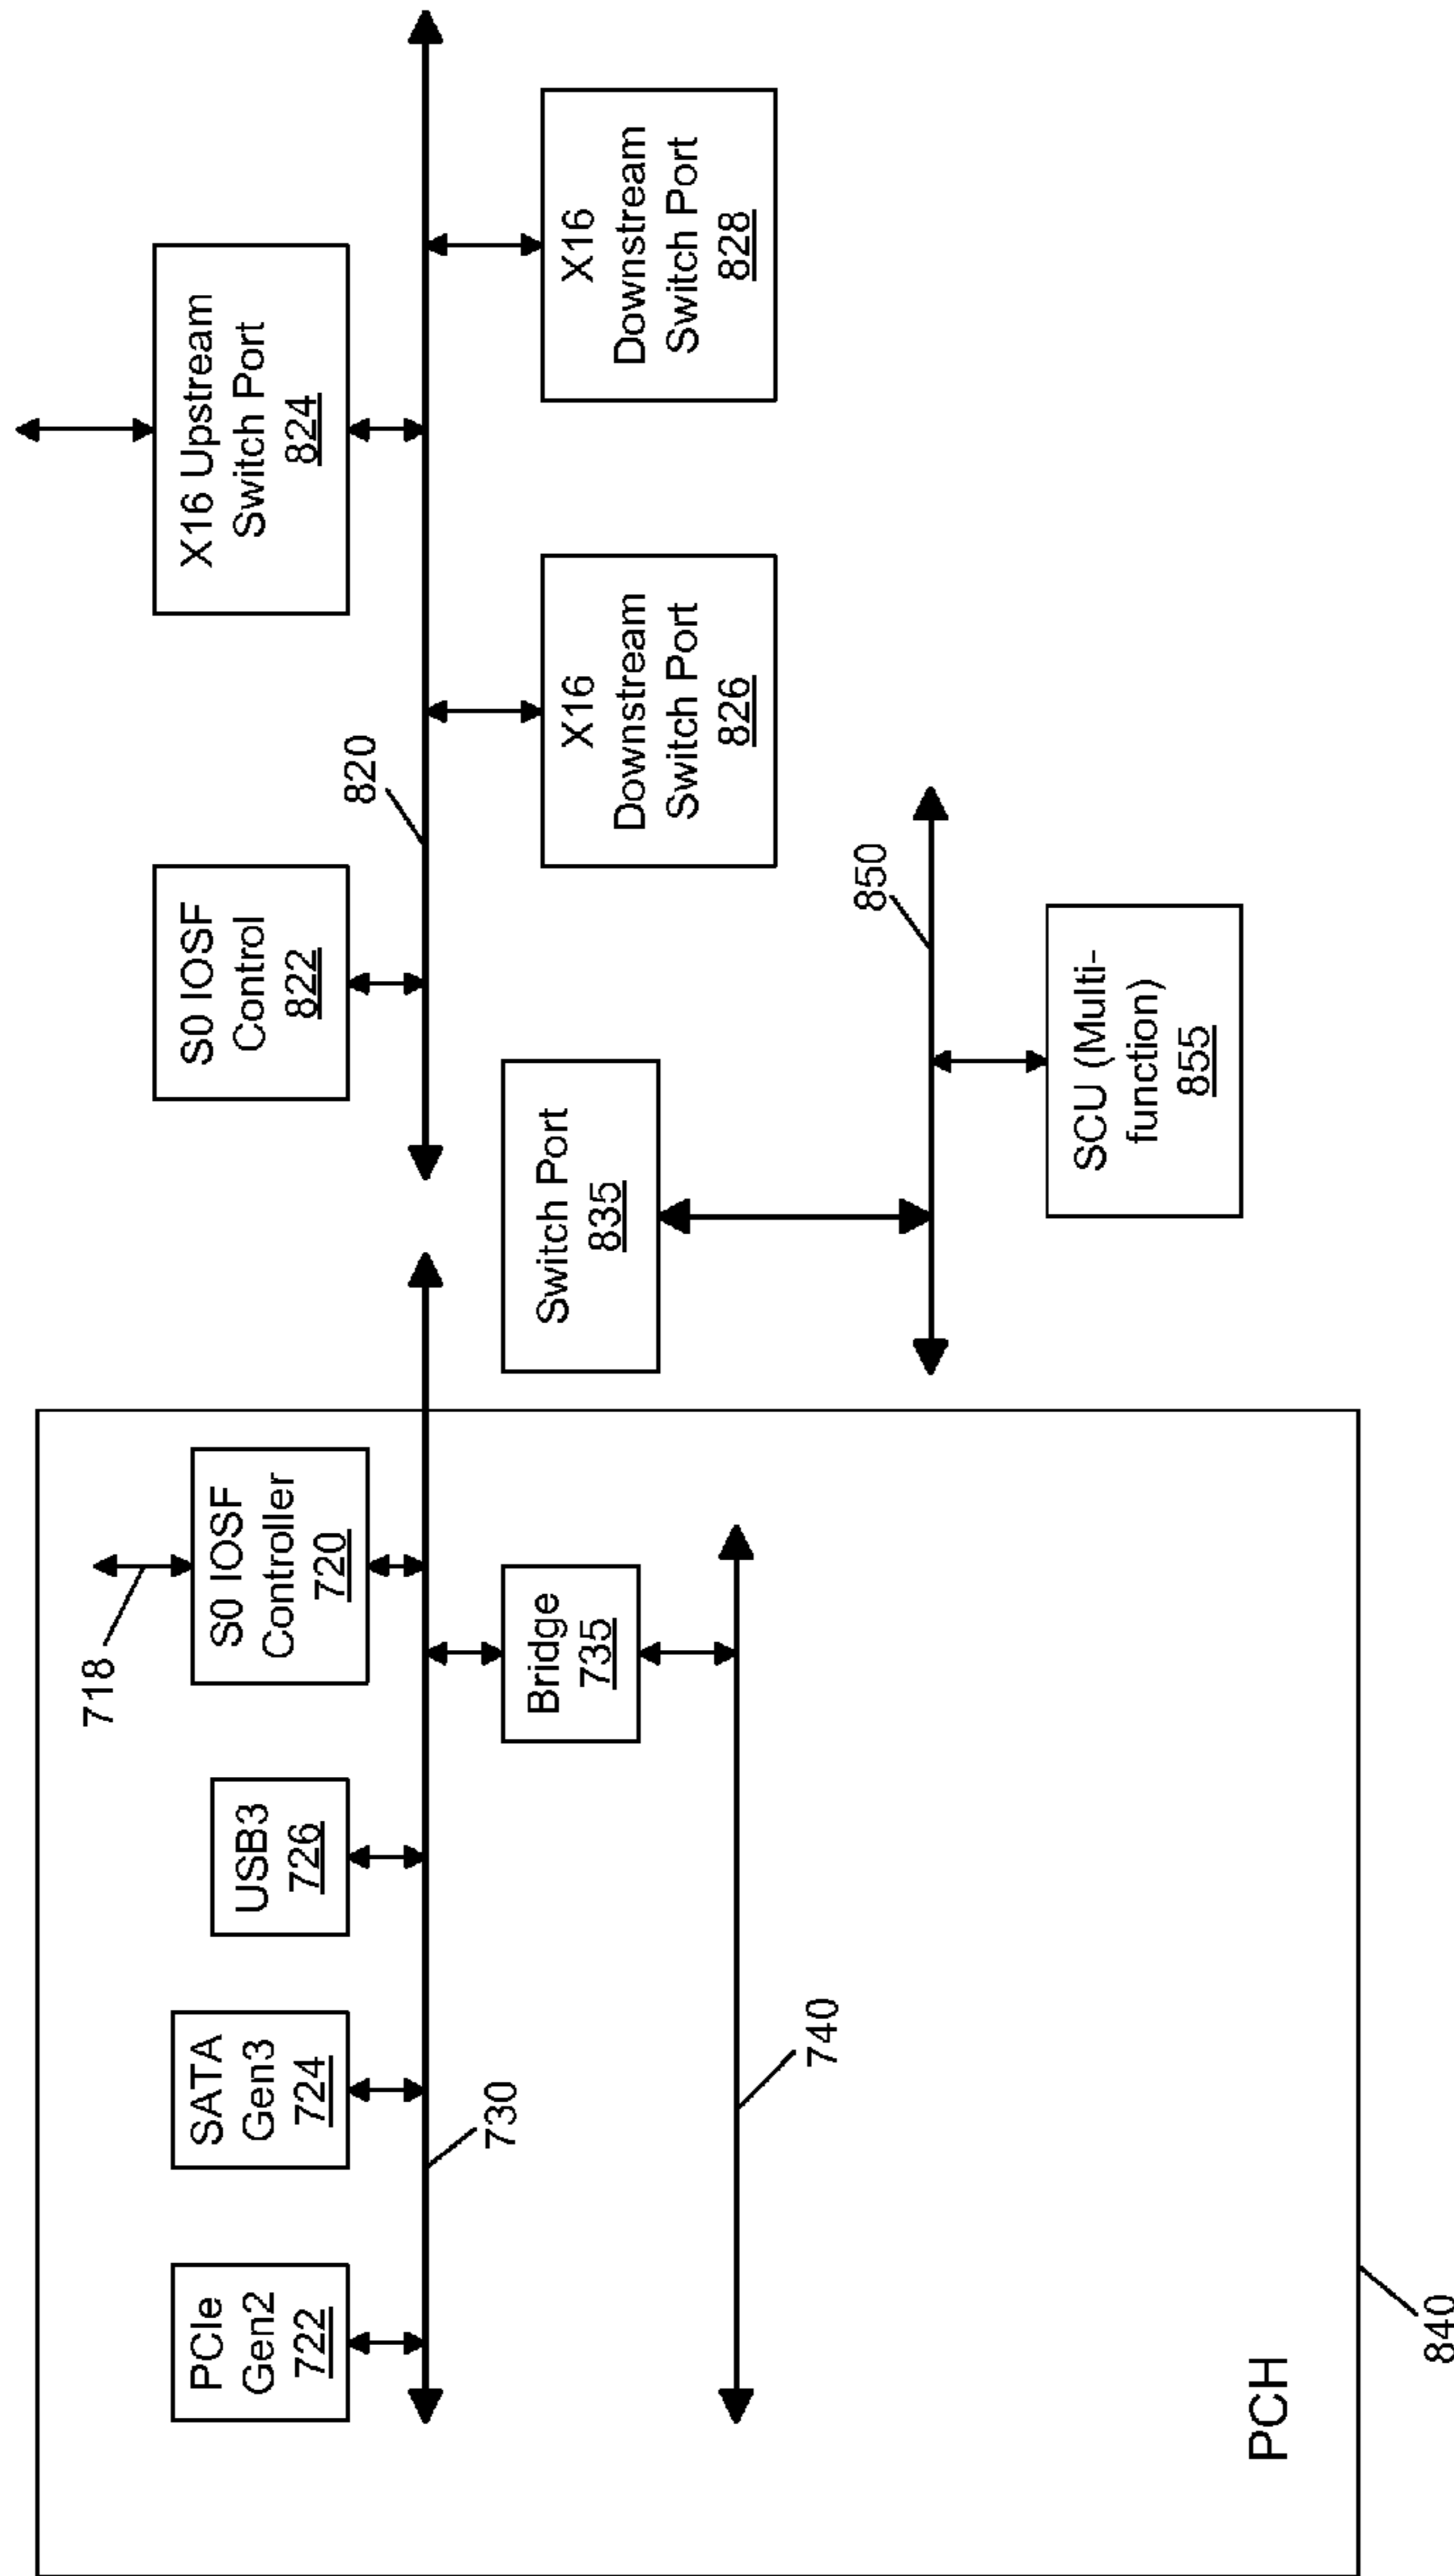 718
PCIe
Gen2
722
SATA
Gen3
724
USB3
726
S0 IOSF
Controller
720
730
Bridge
735
740
PCH
840
S0 IOSF
Control
822
820
X16 Upstream
Switch Port
824
X16
Downstream
Switch Port
826
X16
Downstream
Switch Port
828
Switch Port
835
850
SCU (Multi-
function)
855